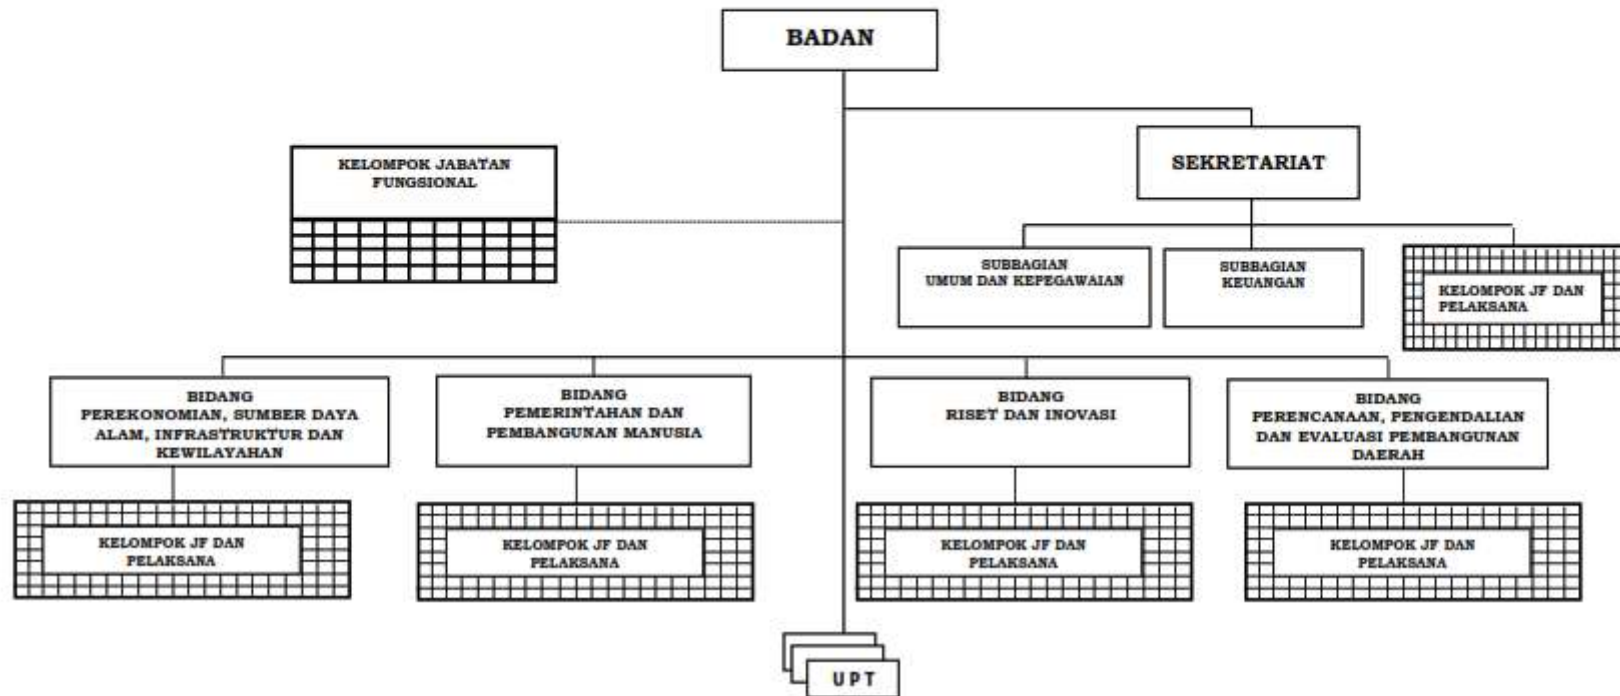 BADAN
KELOMPOK JABATAN
FUNGSIONAL
SEKRETARIAT
SUBBAGIAN
UMUM DAN KEPEGAWAIAN
SUBBAGIAN
KEUANGAN
KELOMPOK JF DAN
PELAKSANA
BIDANG
PEREKONOMIAN, SUMBER DAYA
ALAM, INFRASTRUKTUR DAN
KEWILAYAHAN
BIDANG
PEMERINTAHAN DAN
PEMBANGUNAN MANUSIA
BIDANG
RISET DAN INOVASI
BIDANG
PERENCANAAN, PENGENDALIAN
DAN EVALUASI PEMBANGUNAN
DAERAH
KELOMPOK JF DAN
PELAKSANA
KELOMPOK JF DAN
PELAKSANA
KELOMPOK JF DAN
PELAKSANA
KELOMPOK JF DAN
PELAKSANA
UPT